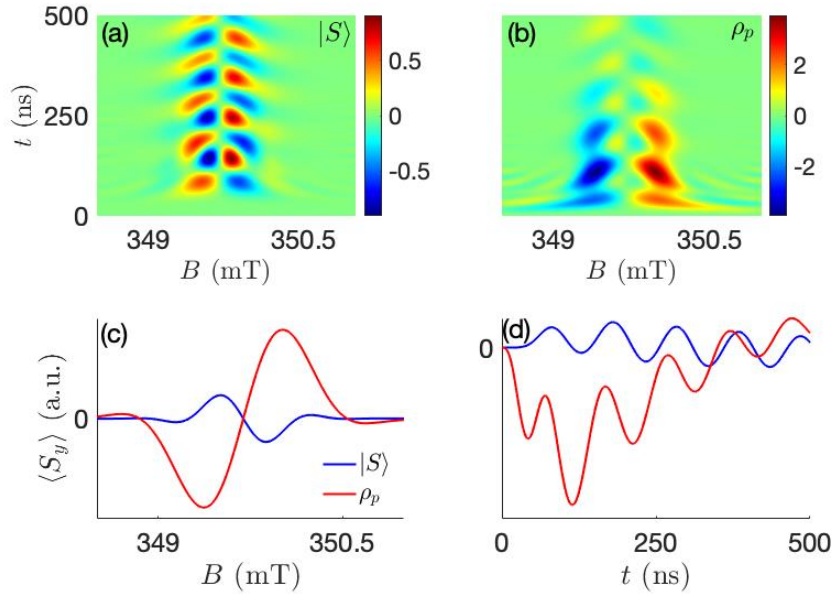 500 (a) |S⟩ 0.5
250 0
0 -0.5
t (ns)
349 350.5
B (mT)
(b) ρₚ 2
0
-2
349 350.5
B (mT)
(c)
0
⟨S_y⟩ (a.u.)
|S⟩
ρₚ
349 350.5
B (mT)
(d)
0
0 250 500
t (ns)